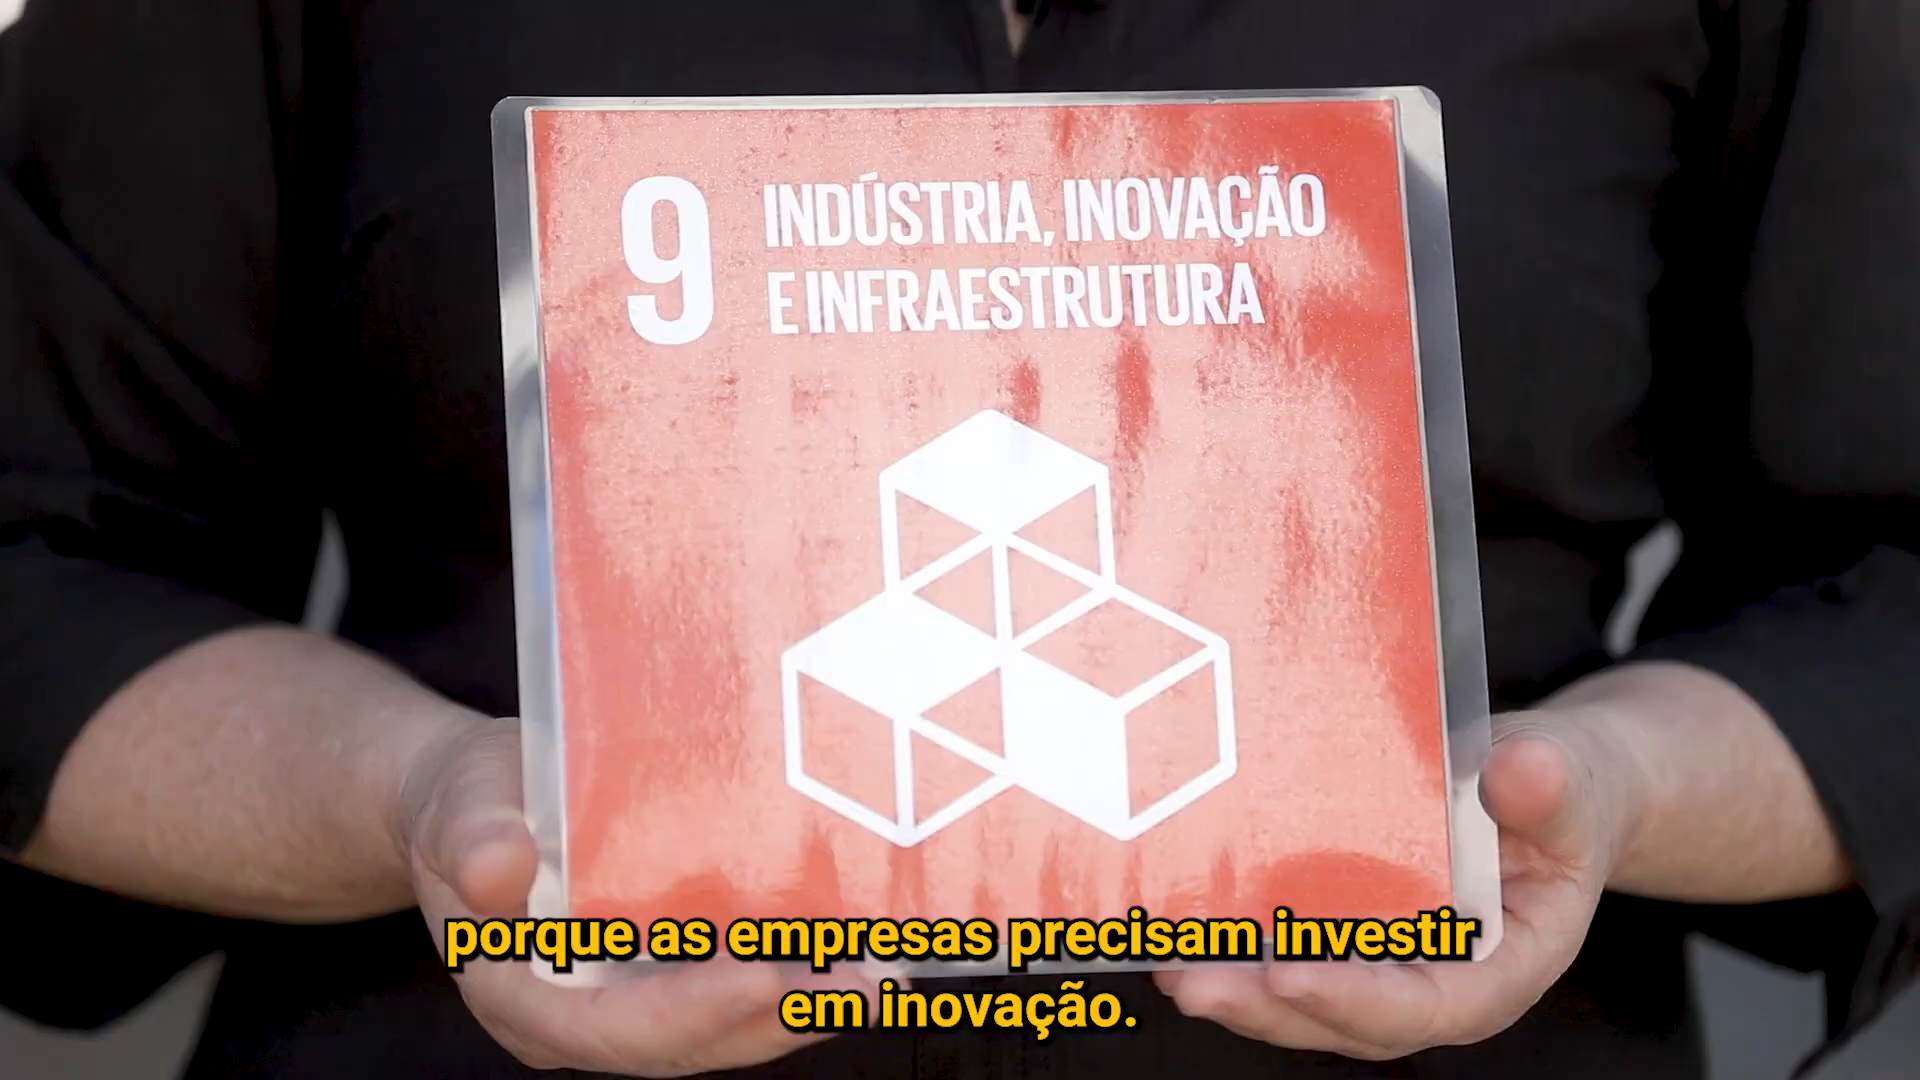 9
INDÚSTRIA, INOVAÇÃO
E INFRAESTRUTURA
porque as empresas precisam investir
em inovação.